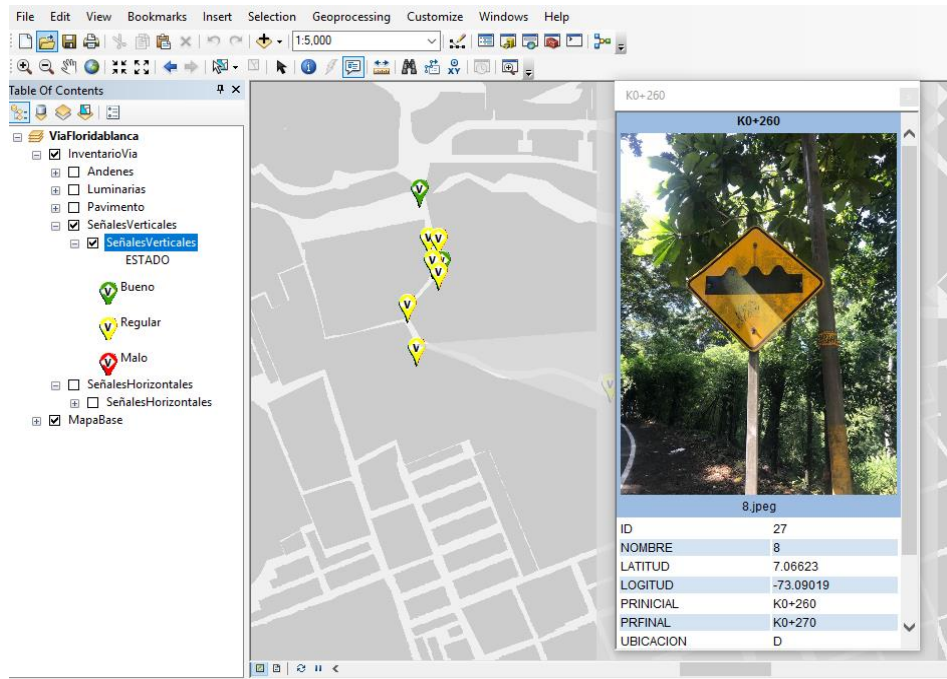 File Edit View Bookmarks Insert Selection Geoprocessing Customize Windows Help
1:5,000
Table Of Contents
ViaFloridablanca
InventarioVia
Andenes
Luminarias
Pavimento
SeñalesVerticales
SeñalesVerticales
ESTADO
V Bueno
V Regular
V Malo
SeñalesHorizontales
SeñalesHorizontales
MapaBase
V
V V
V V
V
V
V
V
K0+260
K0+260
8.jpeg
ID 27
NOMBRE 8
LATITUD 7.06623
LOGITUD -73.09019
PRINICIAL K0+260
PRFINAL K0+270
UBICACION D